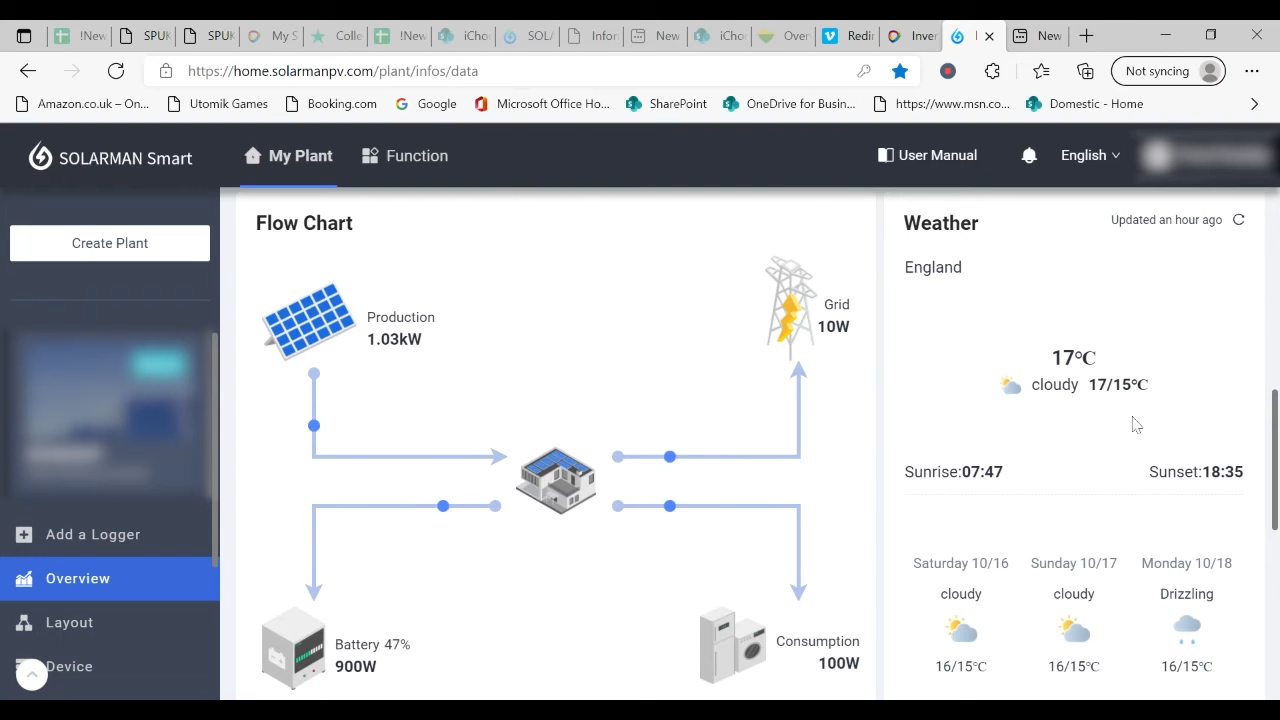 !New
SPUK
SPUK
My S
Colle
!New
iChoi
SOLA
Infor
New
iChoi
Over
Redir
Inver
New
https://home.solarmanpv.com/plant/infos/data
Not syncing
Amazon.co.uk – On...
Utomik Games
Booking.com
Google
Microsoft Office Ho...
SharePoint
OneDrive for Busin...
https://www.msn.co...
Domestic - Home
SOLARMAN Smart
My Plant
Function
User Manual
English
Create Plant
Add a Logger
Overview
Layout
Device
Flow Chart
Production
1.03kW
Grid
10W
Battery 47%
900W
Consumption
100W
Weather
Updated an hour ago
England
17°C
cloudy 17/15°C
Sunrise:07:47
Sunset:18:35
Saturday 10/16
Sunday 10/17
Monday 10/18
cloudy
cloudy
Drizzling
16/15°C
16/15°C
16/15°C